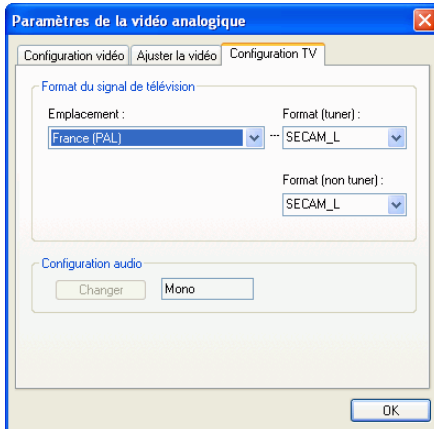 Paramètres de la vidéo analogique
Configuration vidéo Ajuster la vidéo Configuration TV
Format du signal de télévision
Emplacement : Format (tuner) :
France (PAL) --- SECAM_L
Format (non tuner) :
SECAM_L
Configuration audio
Changer Mono
OK